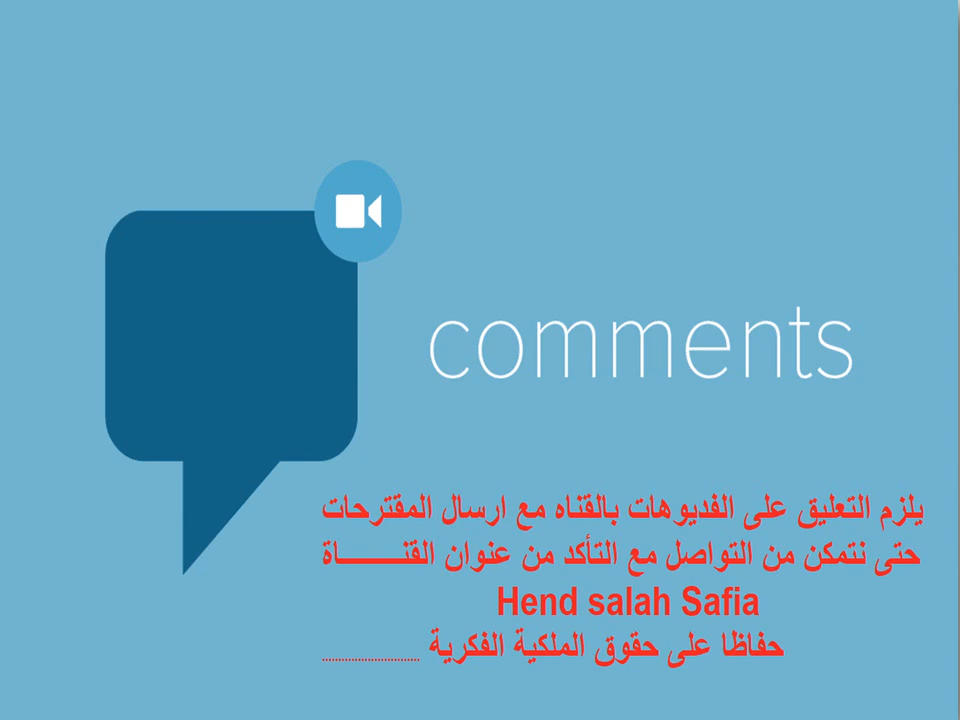 comments
يلزم التعليق على الفديوهات بالقناه مع ارسال المقترحات
حتى نتمكن من التواصل مع التأكد من عنوان القنـــــــاة
Hend salah Safia
حفاظا على حقوق الملكية الفكرية ..............................